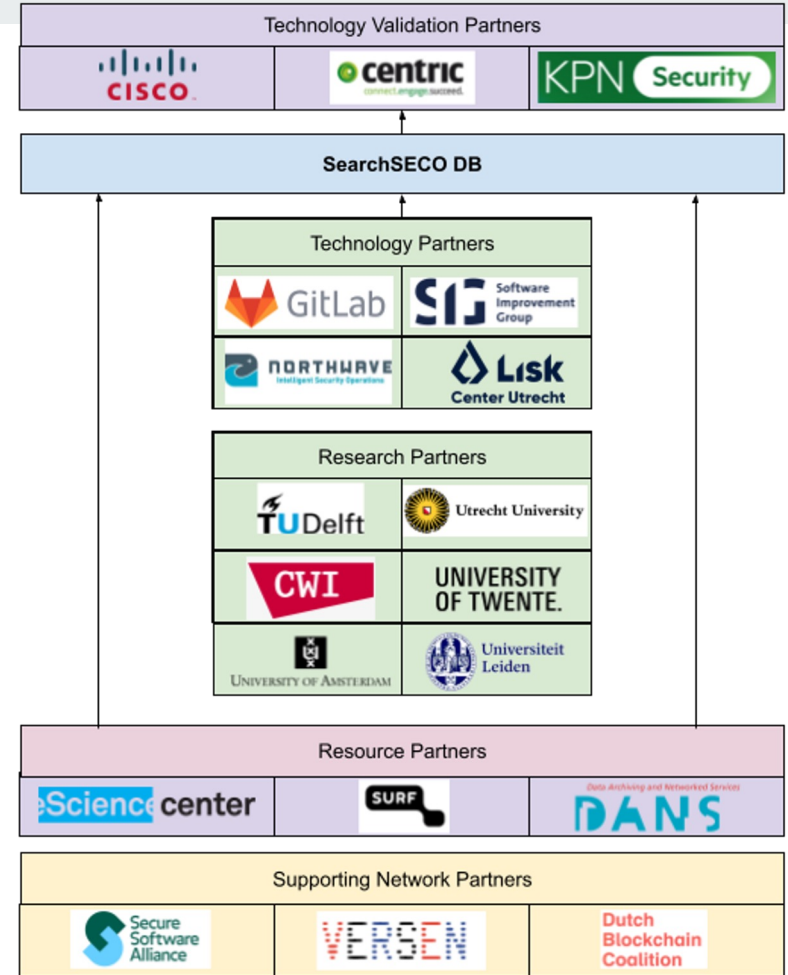 Technology Validation Partners
CISCO
centric
connect.engage.succeed.
KPN Security
SearchSECO DB
Technology Partners
GitLab
SIG Software
Improvement
Group
NORTHWAVE
Intelligent Security Operations
Lisk
Center Utrecht
Research Partners
TU Delft
Utrecht University
CWI
UNIVERSITY
OF TWENTE.
UNIVERSITY OF AMSTERDAM
Universiteit
Leiden
Resource Partners
eScience center
SURF
Data Archiving and Networked Services
DANS
Supporting Network Partners
Secure
Software
Alliance
VERSEN
Dutch
Blockchain
Coalition